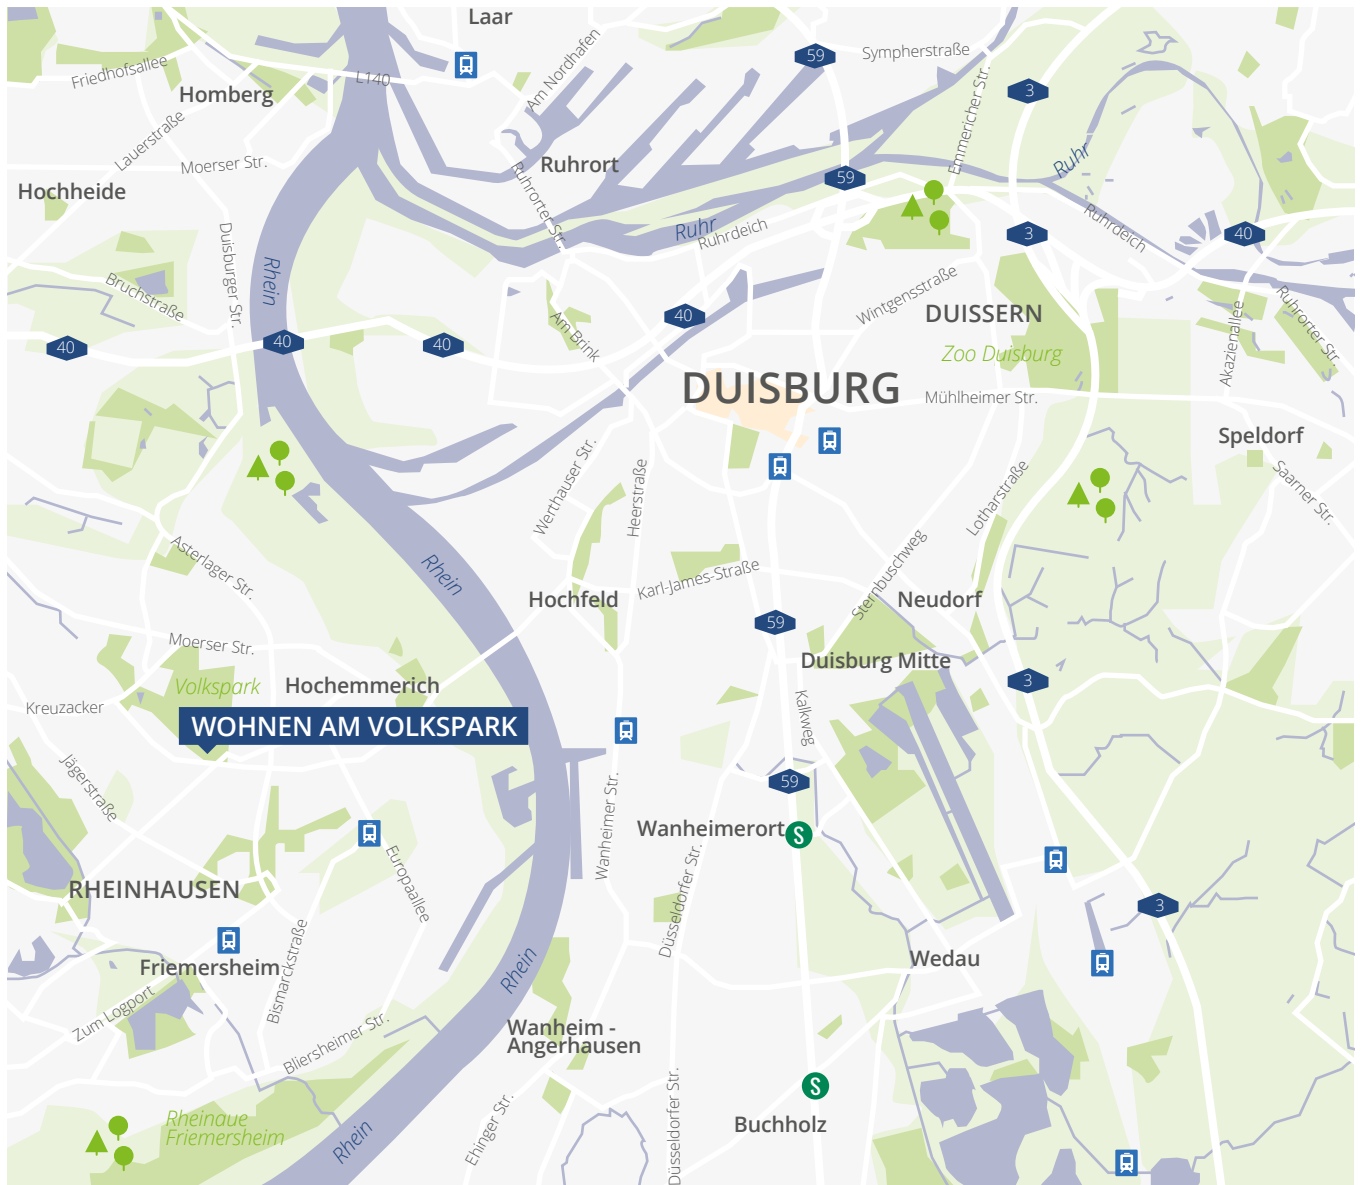 Laar
59
Sympherstraße
Friedhofsallee
L140
Am Nordhafen
3
Homberg
Emmericher Str.
Lauerstraße
Moerser Str.
Ruhrort
Ruhr
Hochheide
Ruhrorter Str.
59
Duisburger Str.
Ruhr
Ruhrdeich
3
Ruhrdeich
40
Rhein
Bruchstraße
Wintgensstraße
Ruhrorter Str.
40
Am Brink
DUISSERN
Akazienallee
40
40
40
Zoo Duisburg
DUISBURG
Mühlheimer Str.
Speldorf
Werthauser Str.
Heerstraße
Lotharstraße
Saarner Str.
Asterlager Str.
Rhein
Karl-James-Straße
Sternbuschweg
Hochfeld
Neudorf
59
Moerser Str.
Duisburg Mitte
Volkspark
Hochemmerich
3
Kreuzacker
Kalkweg
WOHNEN AM VOLKSPARK
Jägerstraße
59
Wanheimer Str.
Wanheimerort
S
Europaallee
Düsseldorfer Str.
RHEINHAUSEN
3
Bismarckstraße
Friemersheim
Rhein
Wedau
Zum Logport
Bliersheimer Str.
Wanheim -
Angerhausen
S
Rheinaue
Friemersheim
Rhein
Ehinger Str.
Düsseldorfer Str.
Buchholz